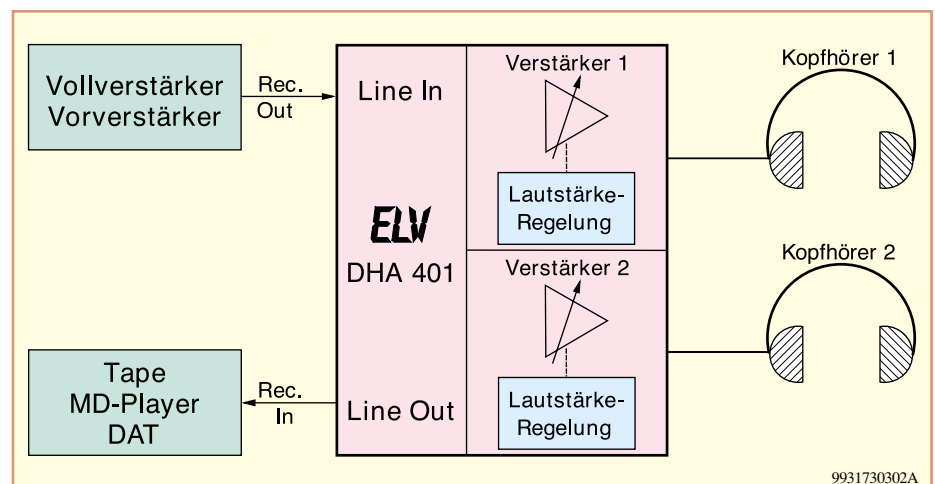 Vollverstärker
Vorverstärker
Rec.
Out
Line In
ELV
DHA 401
Line Out
Rec.
In
Tape
MD-Player
DAT
Verstärker 1
Lautstärke-
Regelung
Verstärker 2
Lautstärke-
Regelung
Kopfhörer 1
Kopfhörer 2
9931730302A